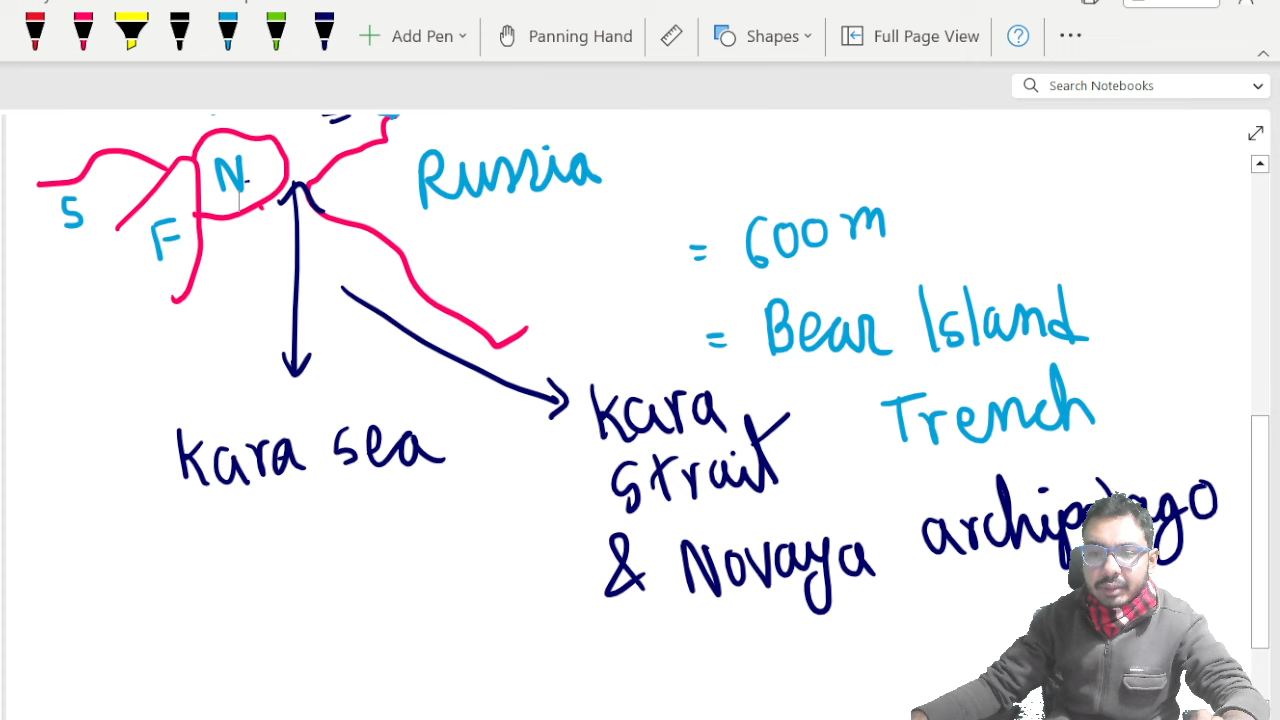 Add Pen
Panning Hand
Shapes
Full Page View
Search Notebooks
N
Russia
S
F
= 600 m
= Bear Island
Trench
Kara sea
Kara
Strait
& Novaya archipelago